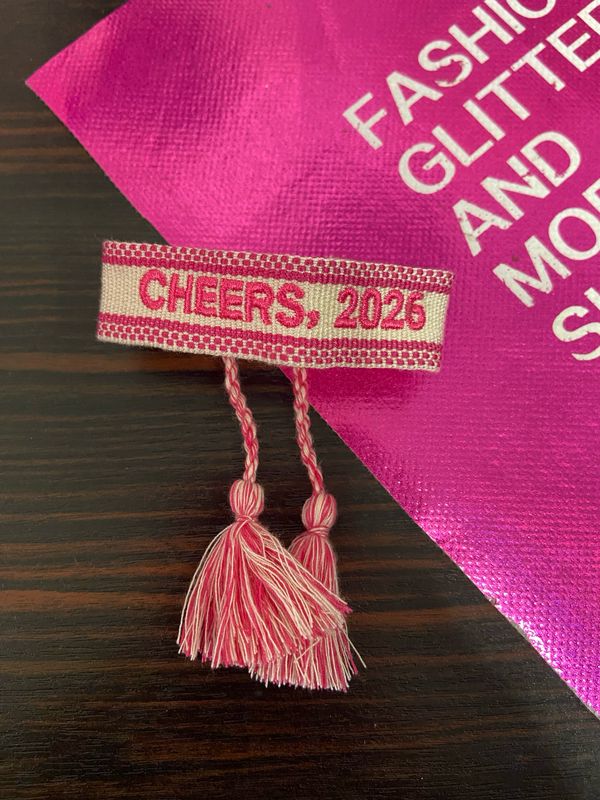 FASHIO
GLITTE
AND
MO
CHEERS, 2026